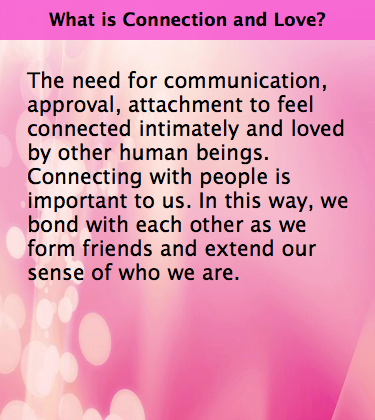 What is Connection and Love?
The need for communication,
approval, attachment to feel
connected intimately and loved
by other human beings.
Connecting with people is
important to us. In this way, we
bond with each other as we
form friends and extend our
sense of who we are.